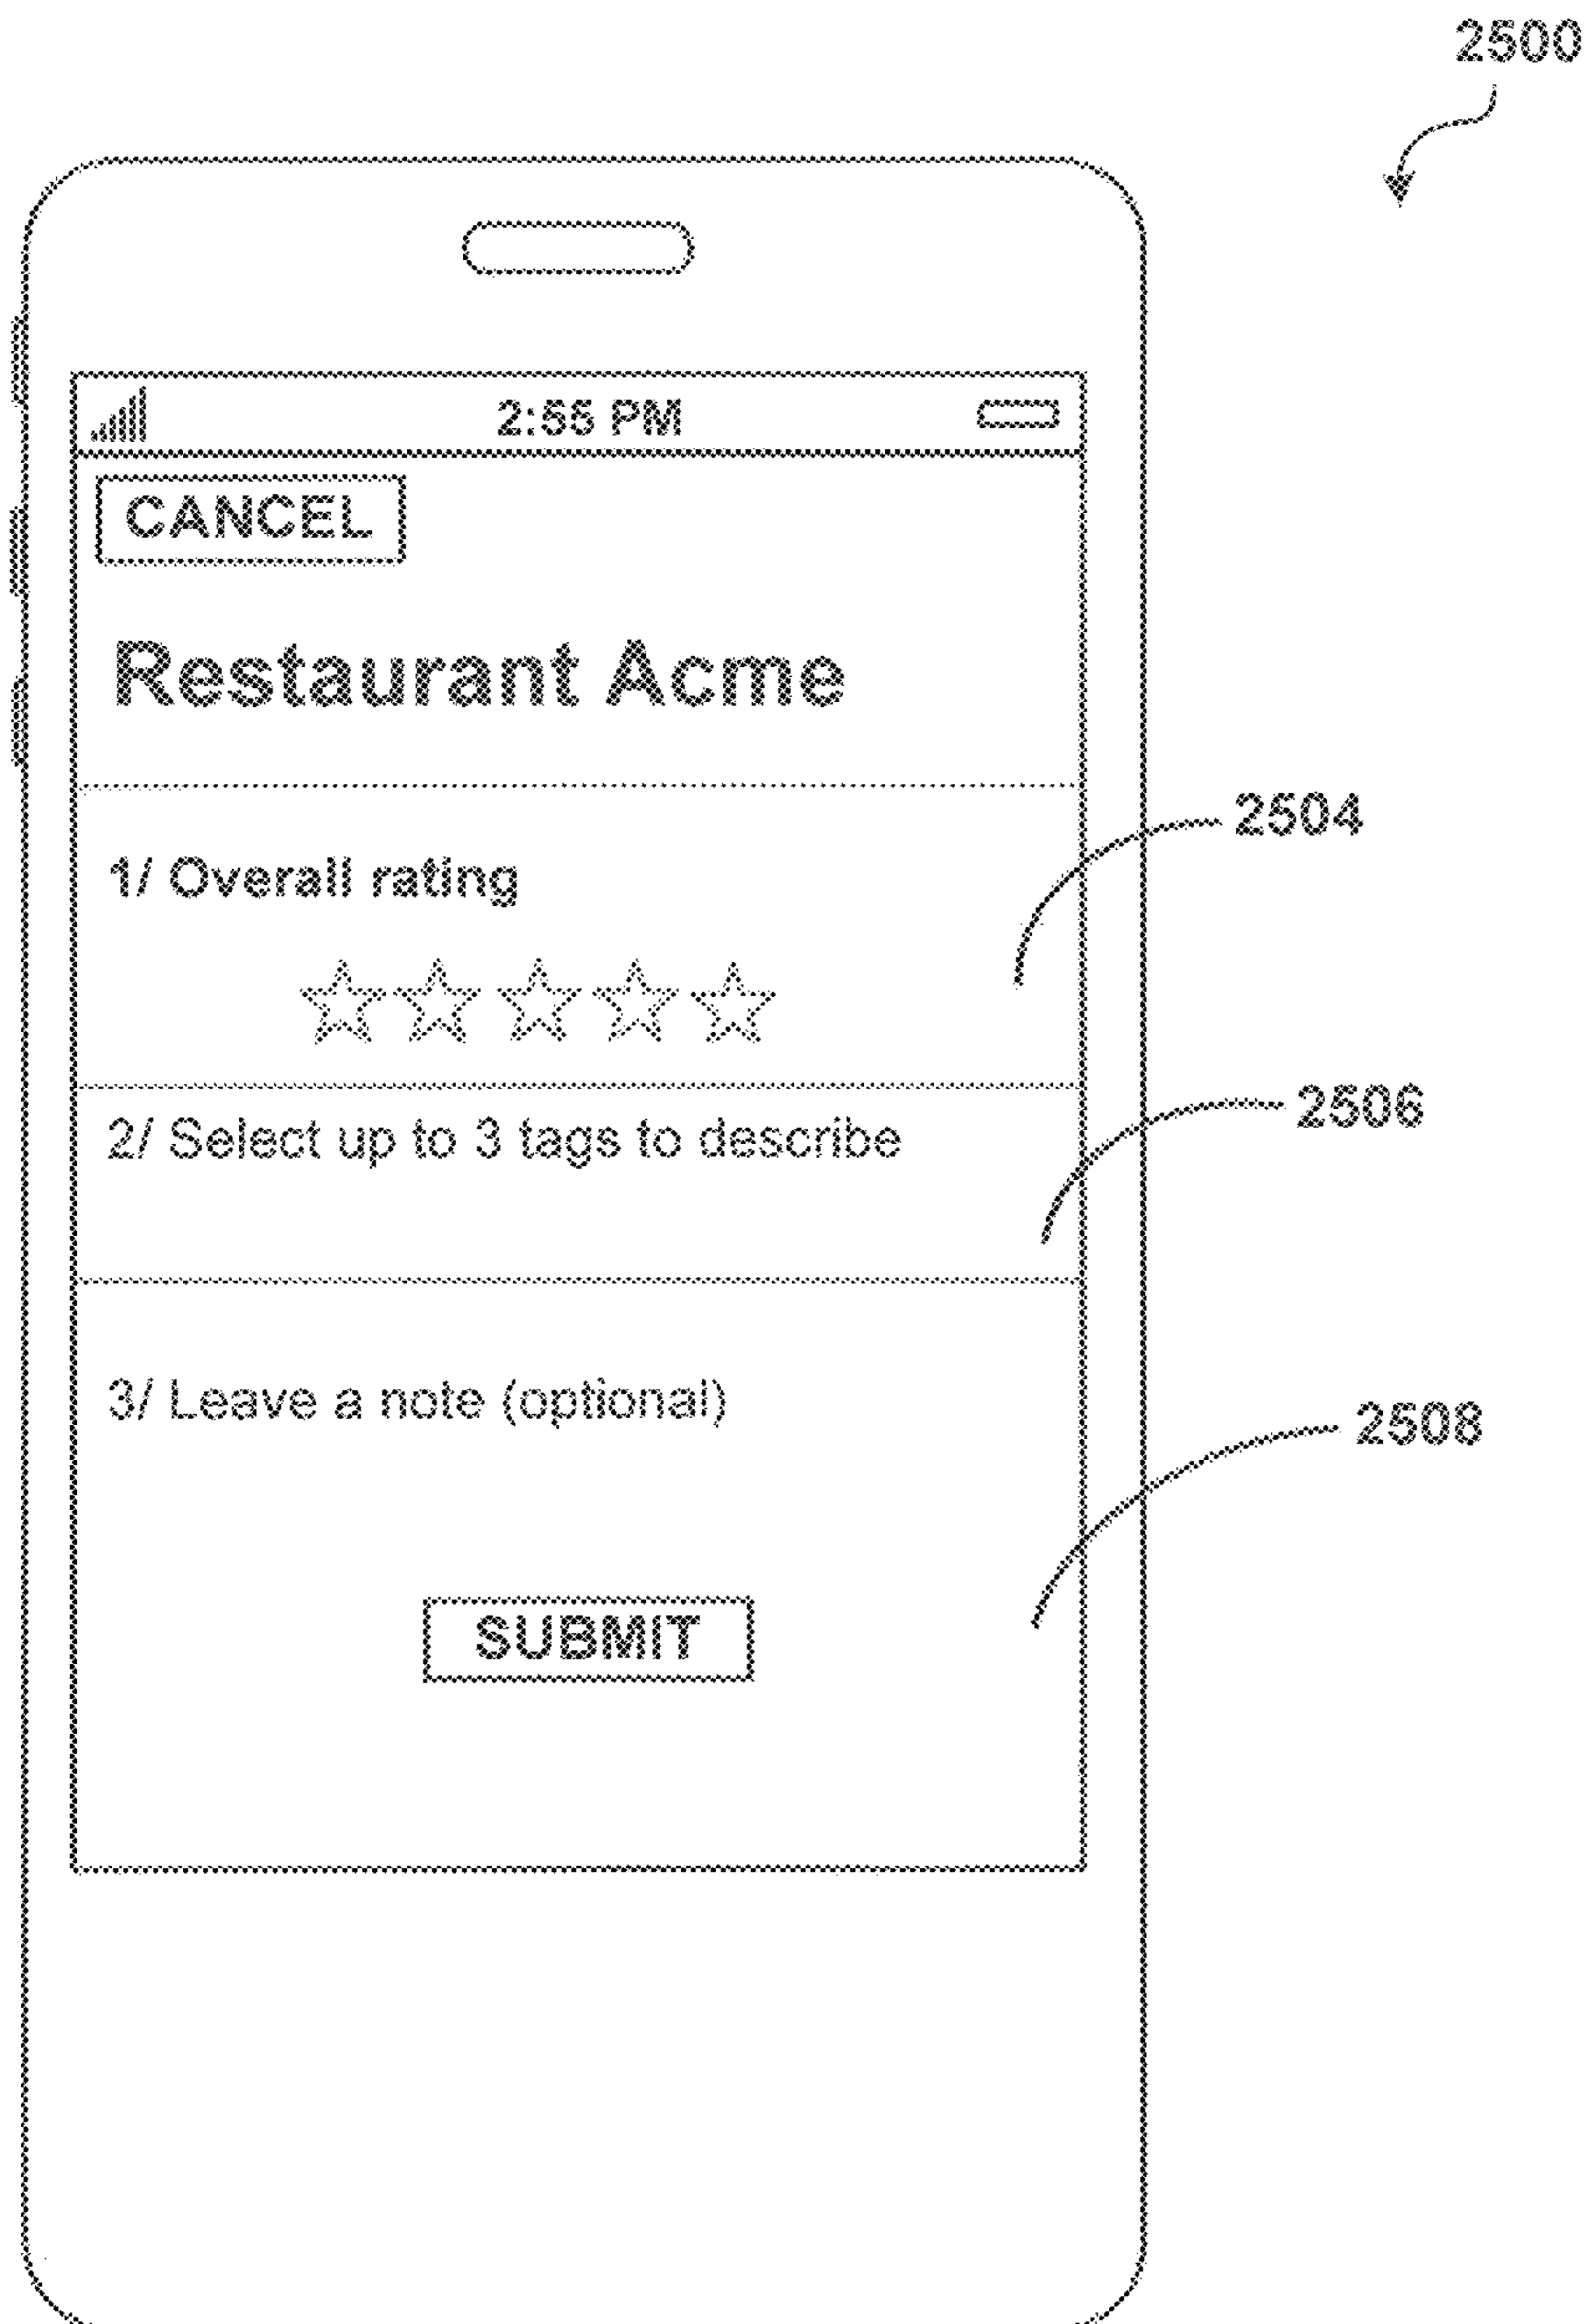 2500
2:55 PM
CANCEL
Restaurant Acme
2504
1/ Overall rating
2506
2/ Select up to 3 tags to describe
3/ Leave a note (optional)
2508
SUBMIT